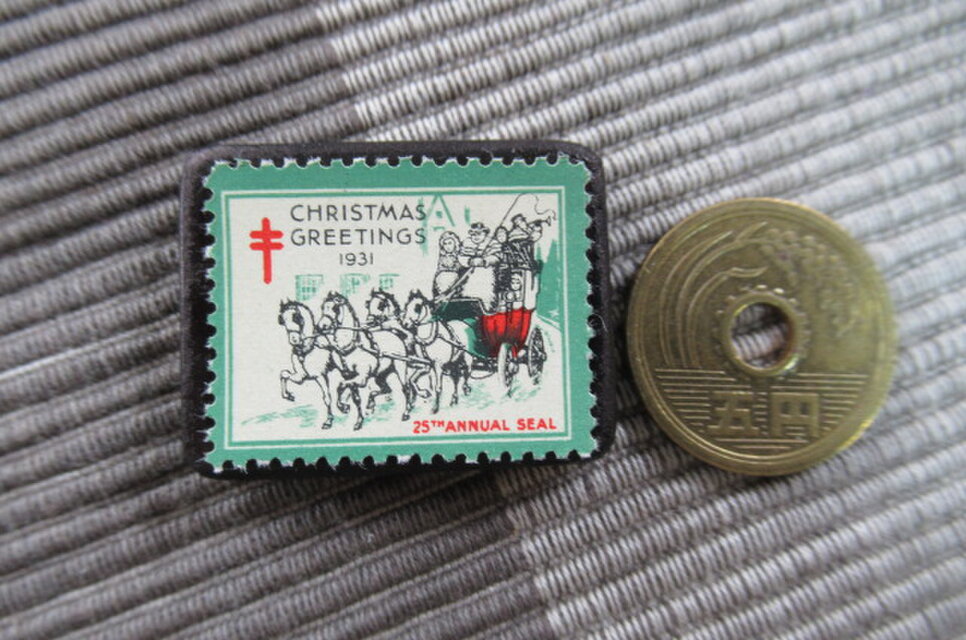 CHRISTMAS
GREETINGS
1931
25TH ANNUAL SEAL
五円